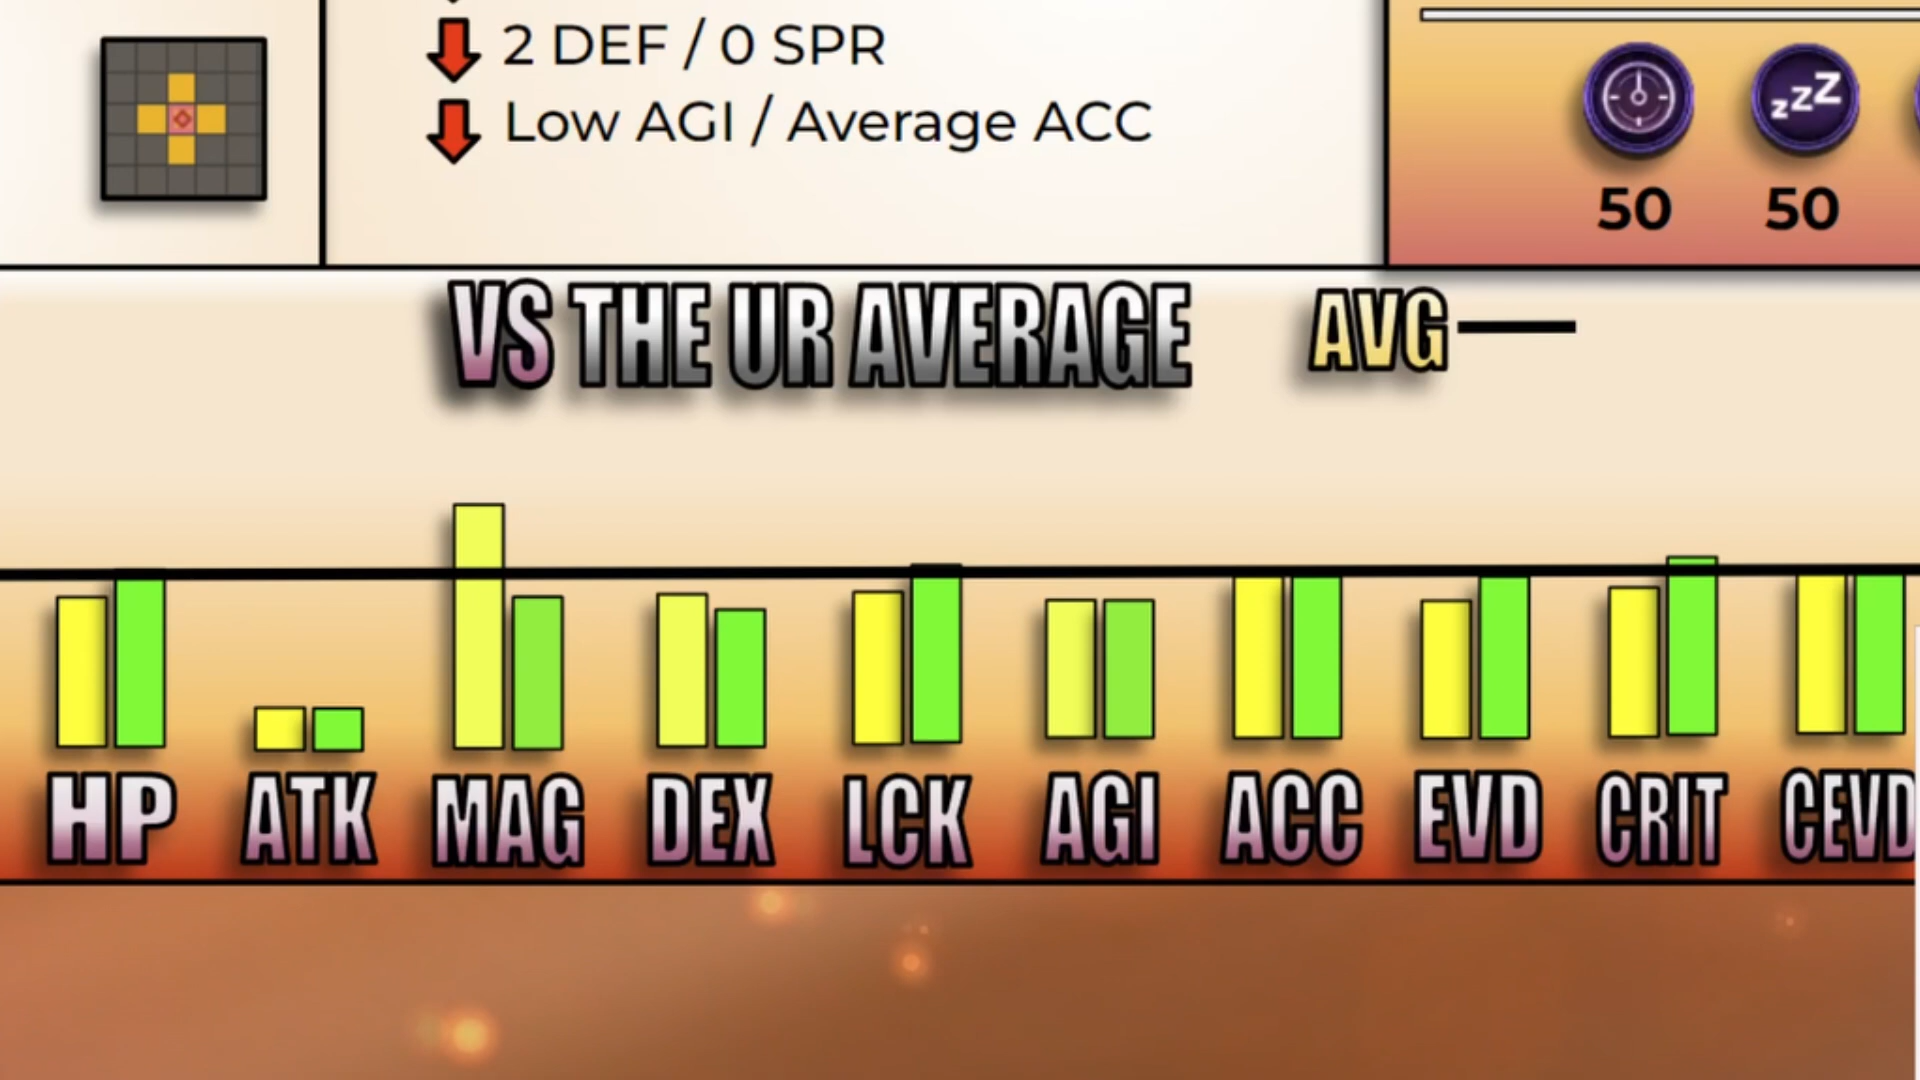 2 DEF / 0 SPR
Low AGI / Average ACC
zzZ
50 50
VS THE UR AVERAGE AVG
HP ATK MAG DEX LCK AGI ACC EVD CRIT CEVD